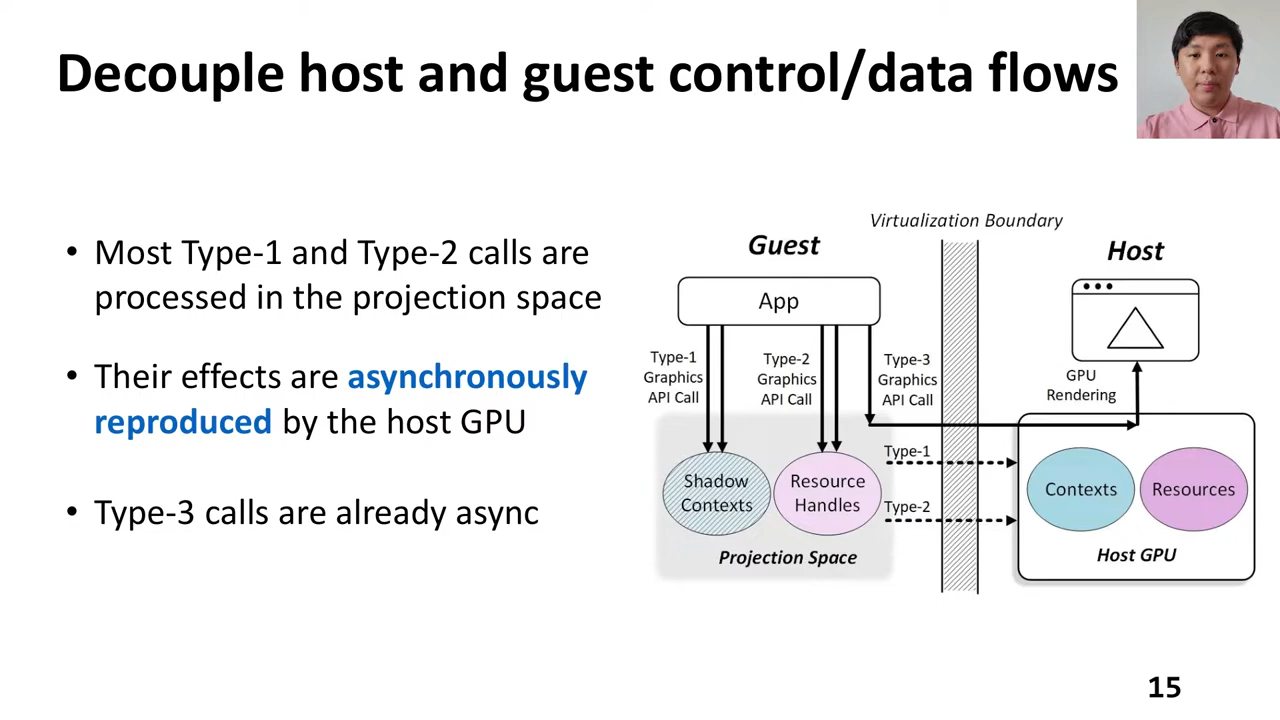 Decouple host and guest control/data flows
• Most Type-1 and Type-2 calls are
processed in the projection space
• Their effects are asynchronously
reproduced by the host GPU
• Type-3 calls are already async
Virtualization Boundary
Guest
Host
App
Type-1
Graphics
API Call
Type-2
Graphics
API Call
Type-3
Graphics
API Call
GPU
Rendering
Shadow
Contexts
Resource
Handles
Projection Space
Type-1
Type-2
Contexts
Resources
Host GPU
15